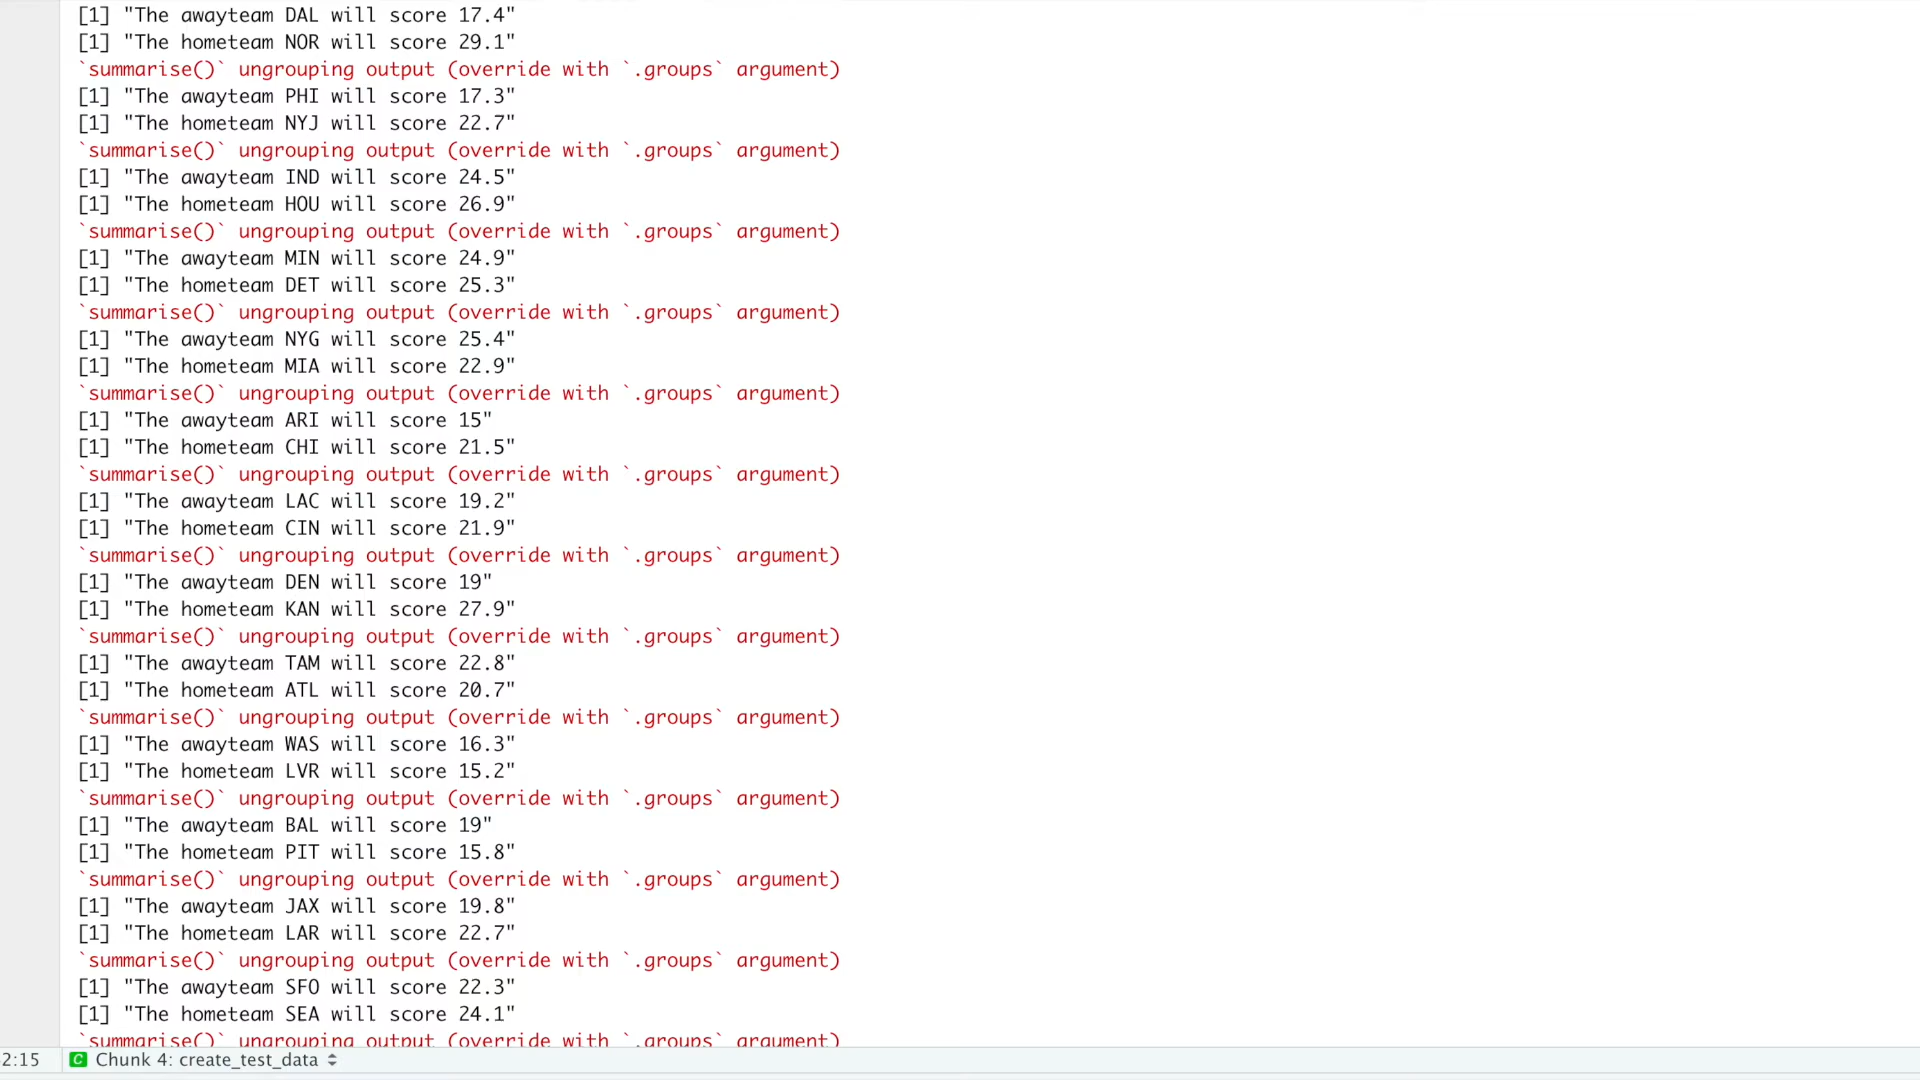 [1] "The awayteam DAL will score 17.4"
[1] "The hometeam NOR will score 29.1"
`summarise()` ungrouping output (override with `.groups` argument)
[1] "The awayteam PHI will score 17.3"
[1] "The hometeam NYJ will score 22.7"
`summarise()` ungrouping output (override with `.groups` argument)
[1] "The awayteam IND will score 24.5"
[1] "The hometeam HOU will score 26.9"
`summarise()` ungrouping output (override with `.groups` argument)
[1] "The awayteam MIN will score 24.9"
[1] "The hometeam DET will score 25.3"
`summarise()` ungrouping output (override with `.groups` argument)
[1] "The awayteam NYG will score 25.4"
[1] "The hometeam MIA will score 22.9"
`summarise()` ungrouping output (override with `.groups` argument)
[1] "The awayteam ARI will score 15"
[1] "The hometeam CHI will score 21.5"
`summarise()` ungrouping output (override with `.groups` argument)
[1] "The awayteam LAC will score 19.2"
[1] "The hometeam CIN will score 21.9"
`summarise()` ungrouping output (override with `.groups` argument)
[1] "The awayteam DEN will score 19"
[1] "The hometeam KAN will score 27.9"
`summarise()` ungrouping output (override with `.groups` argument)
[1] "The awayteam TAM will score 22.8"
[1] "The hometeam ATL will score 20.7"
`summarise()` ungrouping output (override with `.groups` argument)
[1] "The awayteam WAS will score 16.3"
[1] "The hometeam LVR will score 15.2"
`summarise()` ungrouping output (override with `.groups` argument)
[1] "The awayteam BAL will score 19"
[1] "The hometeam PIT will score 15.8"
`summarise()` ungrouping output (override with `.groups` argument)
[1] "The awayteam JAX will score 19.8"
[1] "The hometeam LAR will score 22.7"
`summarise()` ungrouping output (override with `.groups` argument)
[1] "The awayteam SFO will score 22.3"
[1] "The hometeam SEA will score 24.1"
`summarise()` ungrouping output (override with `.groups` argument)
2:15 C Chunk 4: create_test_data